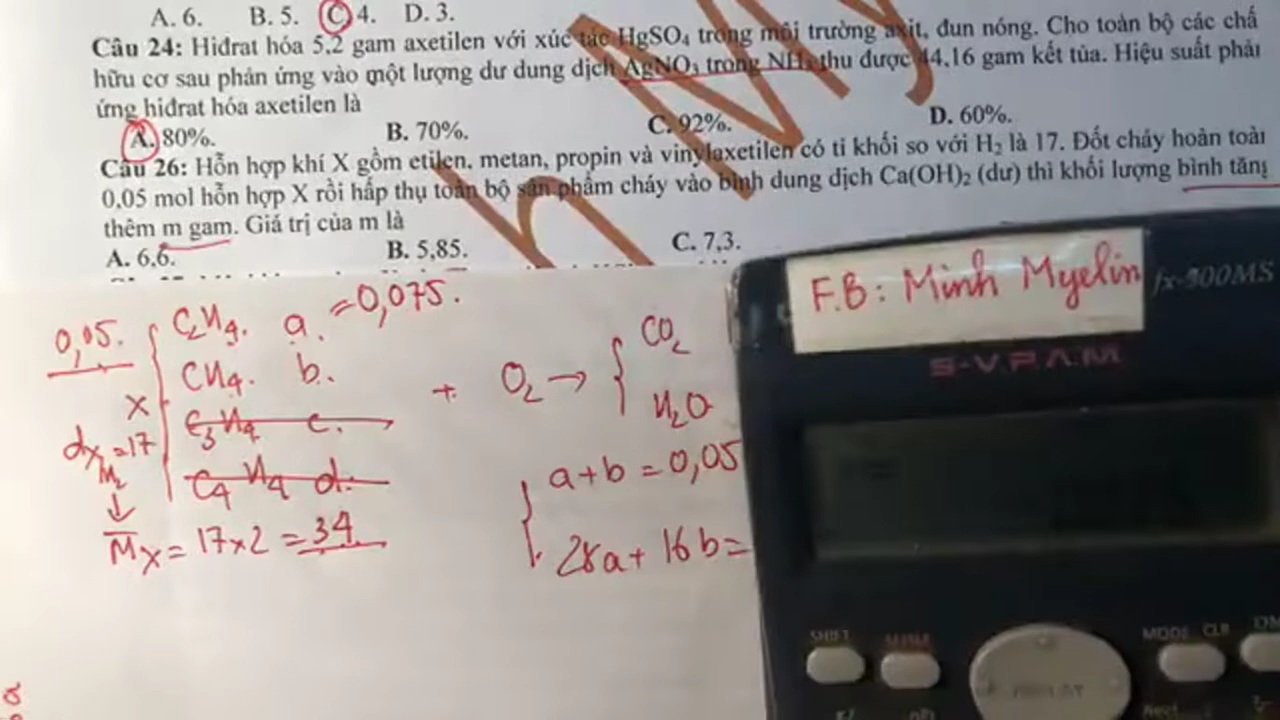 A. 6. B. 5. C. 4. D. 3.
Câu 24: Hiđrat hóa 5,2 gam axetilen với xúc tác HgSO₄ trong môi trường axit, đun nóng. Cho toàn bộ các chấ
hữu cơ sau phản ứng vào một lượng dư dung dịch AgNO₃ trong NH₃ thu được 44,16 gam kết tủa. Hiệu suất phản
ứng hiđrat hóa axetilen là
A. 80%. B. 70%. C. 92%. D. 60%.
Câu 26: Hỗn hợp khí X gồm etilen, metan, propin và vinylaxetilen có tỉ khối so với H₂ là 17. Đốt cháy hoàn toàn
0,05 mol hỗn hợp X rồi hấp thụ toàn bộ sản phẩm cháy vào bình dung dịch Ca(OH)₂ (dư) thì khối lượng bình tăng
thêm m gam. Giá trị của m là
A. 6,6. B. 5,85. C. 7,3.
h My
F.B: Minh Myelin
fx-500MS
S-V.P.A.M
0,05. C₂H₄. a. =0,075.
CH₄. b. + O₂ → CO₂
X C₃H₄ c. H₂O
dX =17
H₂ C₄H₄ d. a+b=0,05
M̅X = 17x2 = 34 28a+16b=
SHIFT
MODE CLR